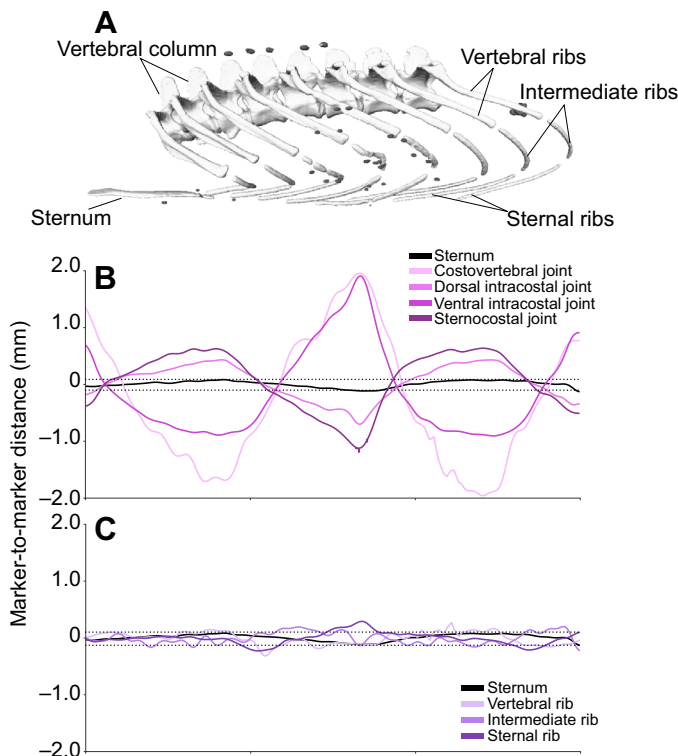 A
Vertebral column
Vertebral ribs
Intermediate ribs
Sternum
Sternal ribs
B
Marker-to-marker distance (mm)
2.0
1.0
0
–1.0
–2.0
Sternum
Costovertebral joint
Dorsal intracostal joint
Ventral intracostal joint
Sternocostal joint
C
2.0
1.0
0
–1.0
–2.0
Sternum
Vertebral rib
Intermediate rib
Sternal rib